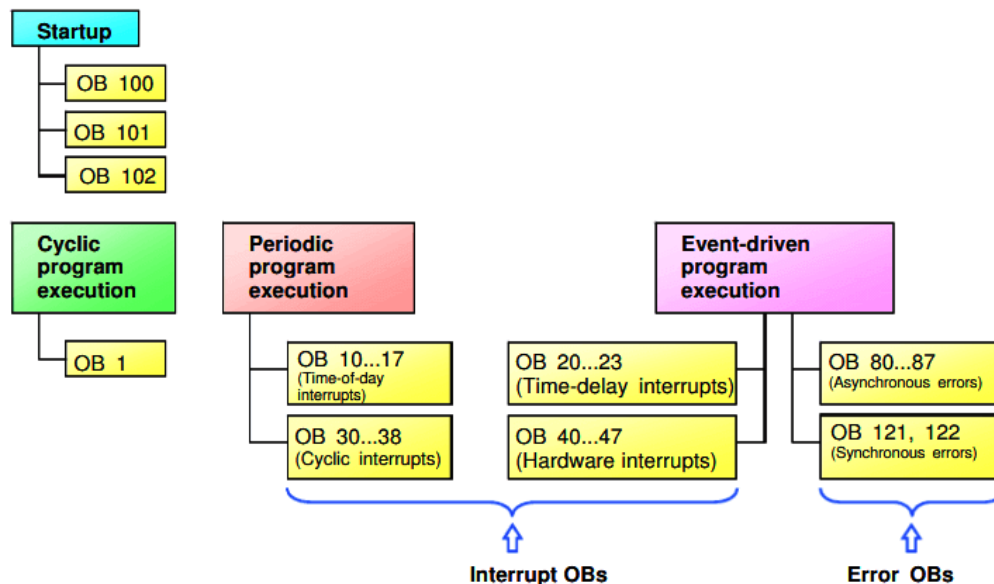 Startup
OB 100
OB 101
OB 102
Cyclic
program
execution
OB 1
Periodic
program
execution
OB 10...17
(Time-of-day
interrupts)
OB 30...38
(Cyclic interrupts)
Event-driven
program
execution
OB 20...23
(Time-delay interrupts)
OB 40...47
(Hardware interrupts)
OB 80...87
(Asynchronous errors)
OB 121, 122
(Synchronous errors)
Interrupt OBs
Error OBs